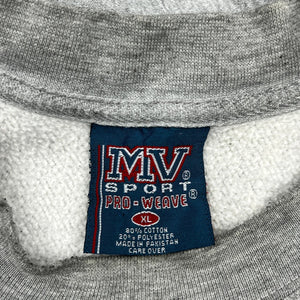 MV®
SPORT
PRO-WEAVE®
XL
80% COTTON
20% POLYESTER
MADE IN PAKISTAN
CARE OVER